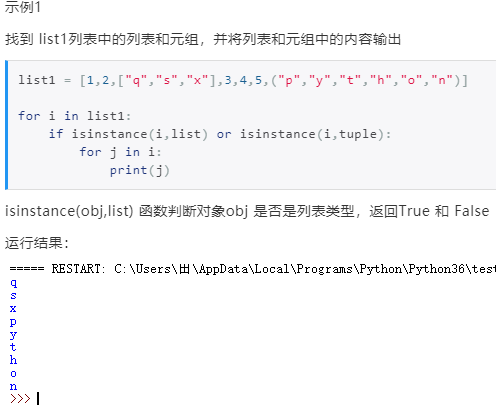 示例1
找到 list1列表中的列表和元组，并将列表和元组中的内容输出
list1 = [1,2,["q","s","x"],3,4,5,("p","y","t","h","o","n")]
for i in list1:
    if isinstance(i,list) or isinstance(i,tuple):
        for j in i:
            print(j)
isinstance(obj,list) 函数判断对象obj 是否是列表类型，返回True 和 False
运行结果：
===== RESTART: C:\Users\出\AppData\Local\Programs\Python\Python36\test
q
s
x
p
y
t
h
o
n
>>>